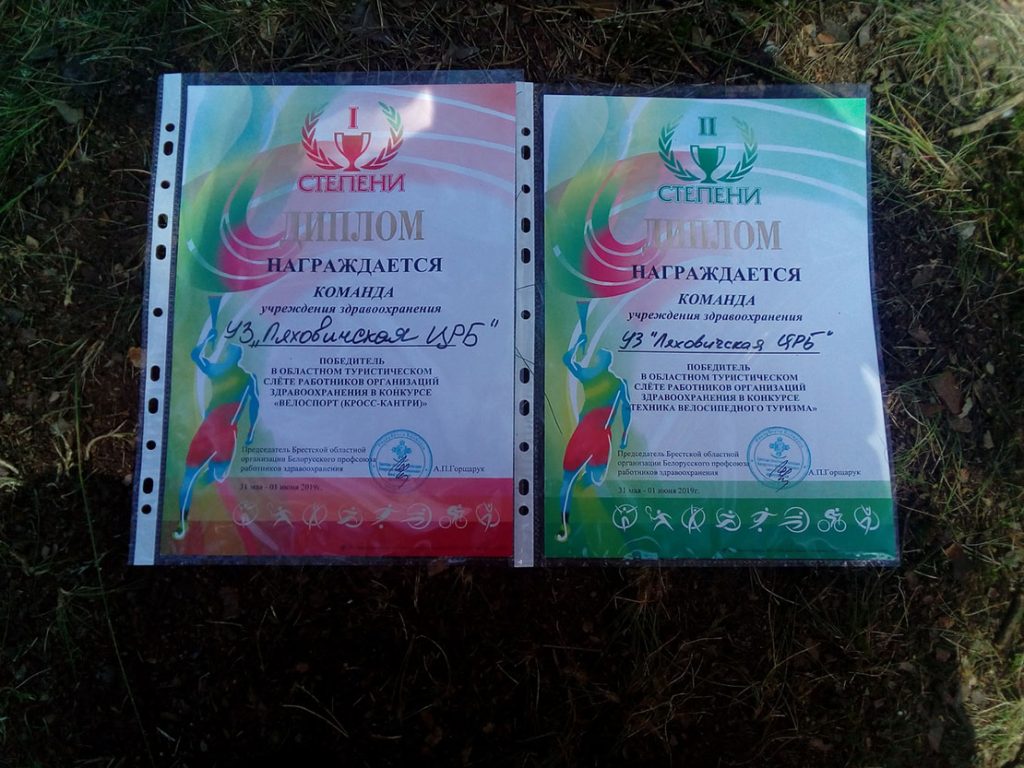 I
СТЕПЕНИ
ДИПЛОМ
НАГРАЖДАЕТСЯ
КОМАНДА
учреждения здравоохранения
УЗ „Ляховичская ЦРБ"
ПОБЕДИТЕЛЬ
В ОБЛАСТНОМ ТУРИСТИЧЕСКОМ
СЛЁТЕ РАБОТНИКОВ ОРГАНИЗАЦИЙ
ЗДРАВООХРАНЕНИЯ В КОНКУРСЕ
«ВЕЛОСПОРТ (КРОСС-КАНТРИ)»
Председатель Брестской областной
организации Белорусского профсоюза
работников здравоохранения
А.П.Горщарук
31 мая - 01 июня 2019г.
II
СТЕПЕНИ
ДИПЛОМ
НАГРАЖДАЕТСЯ
КОМАНДА
учреждения здравоохранения
УЗ "Ляховичская ЦРБ"
ПОБЕДИТЕЛЬ
В ОБЛАСТНОМ ТУРИСТИЧЕСКОМ
СЛЁТЕ РАБОТНИКОВ ОРГАНИЗАЦИЙ
ЗДРАВООХРАНЕНИЯ В КОНКУРСЕ
ТЕХНИКА ВЕЛОСИПЕДНОГО ТУРИЗМА»
Председатель Брестской областной
организации Белорусского профсоюза
работников здравоохранения
А.П.Горщарук
31 мая - 01 июня 2019г.